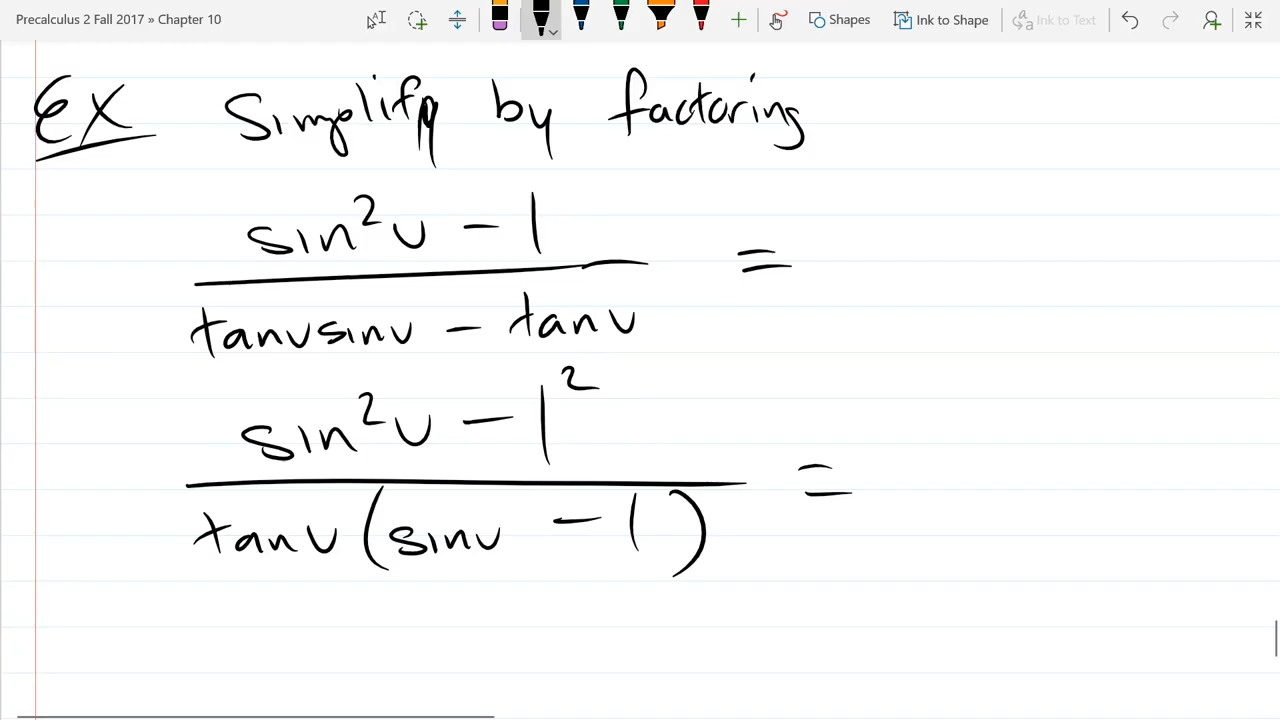 Precalculus 2 Fall 2017 » Chapter 10
Shapes
Ink to Shape
Ink to Text
EX Simplify by factoring
sin²v - 1
tanvsinv - tanv
=
sin²v - 1²
tanv(sinv - 1)
=